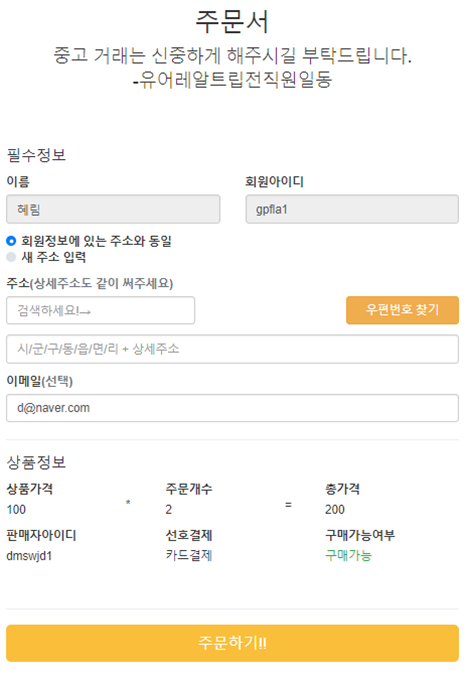 주문서
중고 거래는 신중하게 해주시길 부탁드립니다.
-유어레알트립전직원일동
필수정보
이름 회원아이디
혜림 gpfla1
회원정보에 있는 주소와 동일
새 주소 입력
주소(상세주소도 같이 써주세요)
검색하세요!→ 우편번호 찾기
시/군/구/동/읍/면/리 + 상세주소
이메일(선택)
d@naver.com
상품정보
상품가격 주문개수 총가격
100 * 2 = 200
판매자아이디 선호결제 구매가능여부
dmswjd1 카드결제 구매가능
주문하기!!